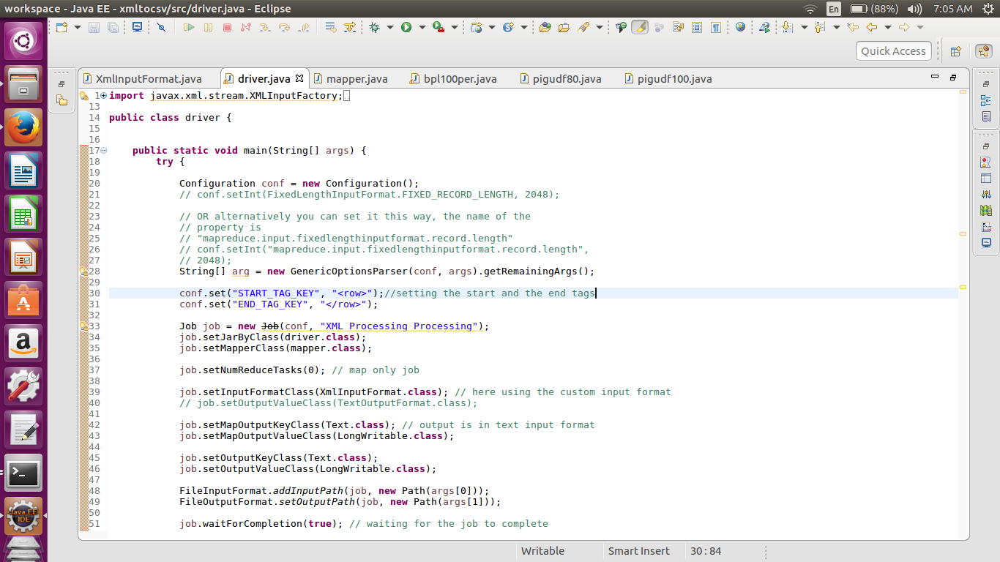 workspace - Java EE - xmltocsv/src/driver.java - Eclipse
En (88%) 7:05 AM
Quick Access
XmlInputFormat.java driver.java mapper.java bpl100per.java pigudf80.java pigudf100.java
1 import javax.xml.stream.XMLInputFactory;
13
14 public class driver {
15
16
17 public static void main(String[] args) {
18 try {
19
20 Configuration conf = new Configuration();
21 // conf.setInt(FixedLengthInputFormat.FIXED_RECORD_LENGTH, 2048);
22
23 // OR alternatively you can set it this way, the name of the
24 // property is
25 // "mapreduce.input.fixedlengthinputformat.record.length"
26 // conf.setInt("mapreduce.input.fixedlengthinputformat.record.length",
27 // 2048);
28 String[] arg = new GenericOptionsParser(conf, args).getRemainingArgs();
29
30 conf.set("START_TAG_KEY", "<row>");//setting the start and the end tags
31 conf.set("END_TAG_KEY", "</row>");
32
33 Job job = new Job(conf, "XML Processing Processing");
34 job.setJarByClass(driver.class);
35 job.setMapperClass(mapper.class);
36
37 job.setNumReduceTasks(0); // map only job
38
39 job.setInputFormatClass(XmlInputFormat.class); // here using the custom input format
40 // job.setOutputValueClass(TextOutputFormat.class);
41
42 job.setMapOutputKeyClass(Text.class); // output is in text input format
43 job.setMapOutputValueClass(LongWritable.class);
44
45 job.setOutputKeyClass(Text.class);
46 job.setOutputValueClass(LongWritable.class);
47
48 FileInputFormat.addInputPath(job, new Path(args[0]));
49 FileOutputFormat.setOutputPath(job, new Path(args[1]));
50
51 job.waitForCompletion(true); // waiting for the job to complete
Java EE
IDE
Writable Smart Insert 30 : 84